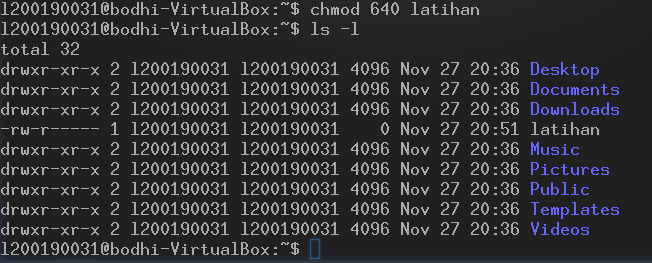 l200190031@bodhi-VirtualBox:~$ chmod 640 latihan
l200190031@bodhi-VirtualBox:~$ ls -l
total 32
drwxr-xr-x 2 l200190031 l200190031 4096 Nov 27 20:36 Desktop
drwxr-xr-x 2 l200190031 l200190031 4096 Nov 27 20:36 Documents
drwxr-xr-x 2 l200190031 l200190031 4096 Nov 27 20:36 Downloads
-rw-r----- 1 l200190031 l200190031    0 Nov 27 20:51 latihan
drwxr-xr-x 2 l200190031 l200190031 4096 Nov 27 20:36 Music
drwxr-xr-x 2 l200190031 l200190031 4096 Nov 27 20:36 Pictures
drwxr-xr-x 2 l200190031 l200190031 4096 Nov 27 20:36 Public
drwxr-xr-x 2 l200190031 l200190031 4096 Nov 27 20:36 Templates
drwxr-xr-x 2 l200190031 l200190031 4096 Nov 27 20:36 Videos
l200190031@bodhi-VirtualBox:~$